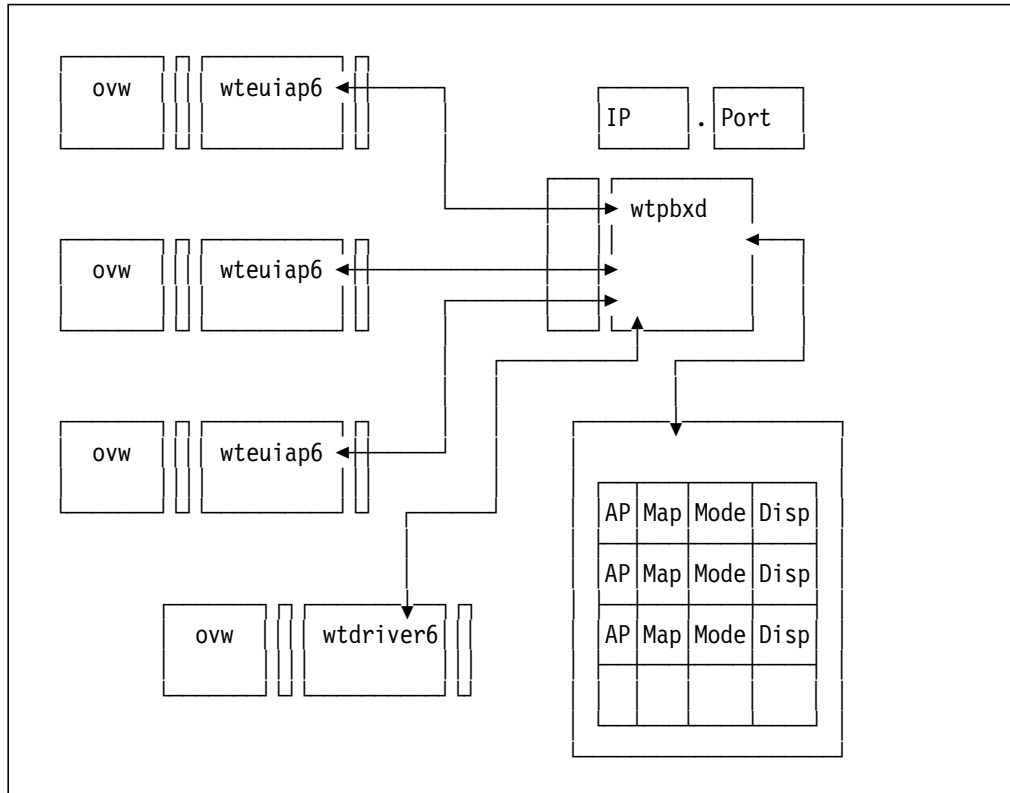 ovw wteuiap6
IP . Port
wtpbxd
ovw wteuiap6
ovw wteuiap6
AP Map Mode Disp
AP Map Mode Disp
ovw wtdriver6
AP Map Mode Disp